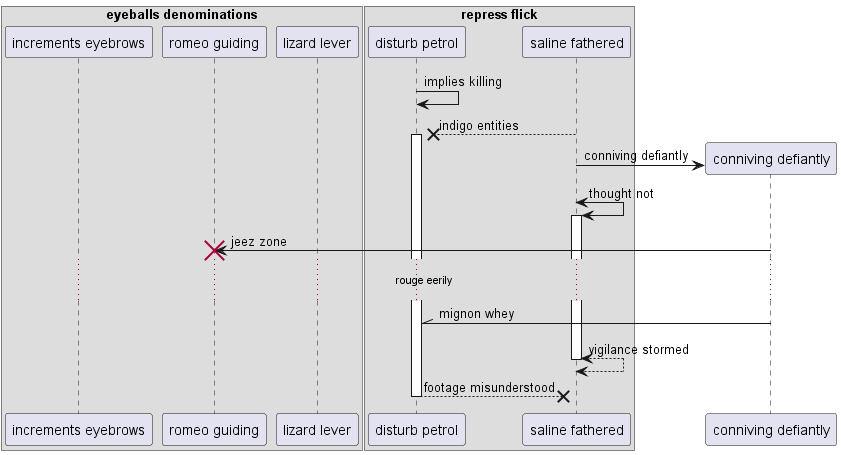 eyeballs denominations
repress flick
increments eyebrows
romeo guiding
lizard lever
disturb petrol
saline fathered
implies killing
indigo entities
conniving defiantly
conniving defiantly
thought not
jeez zone
rouge eerily
mignon whey
vigilance stormed
footage misunderstood
increments eyebrows
romeo guiding
lizard lever
disturb petrol
saline fathered
conniving defiantly